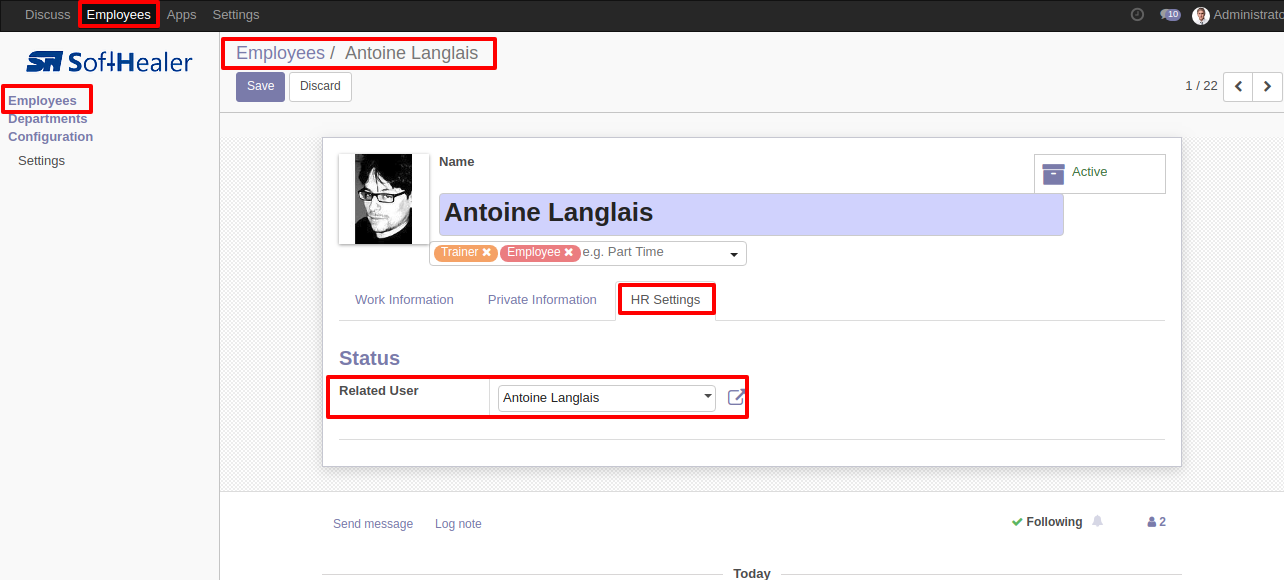 Discuss Employees Apps Settings 10 Administrato
SoftHealer
Employees
Departments
Configuration
Settings
Employees / Antoine Langlais
Save Discard 1 / 22
Name
Active
Antoine Langlais
Trainer ✖ Employee ✖ e.g. Part Time
Work Information Private Information HR Settings
Status
Related User Antoine Langlais
Send message Log note Following 2
Today